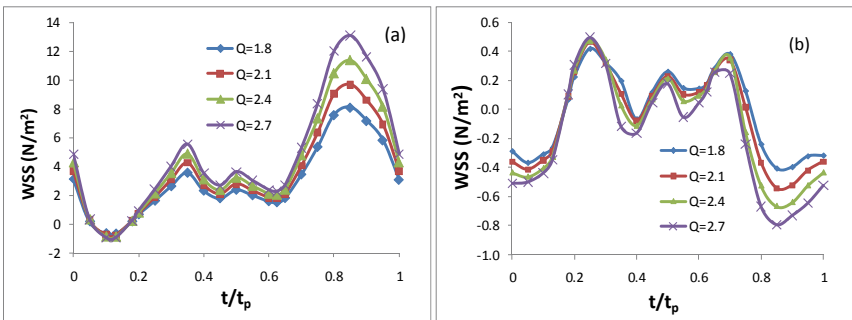 (a)
WSS (N/m²)
14
12
10
8
6
4
2
0
-2
Q=1.8
Q=2.1
Q=2.4
Q=2.7
0 0.2 0.4 0.6 0.8 1
t/tp
(b)
WSS (N/m²)
0.6
0.4
0.2
0.0
-0.2
-0.4
-0.6
-0.8
-1.0
Q=1.8
Q=2.1
Q=2.4
Q=2.7
0 0.2 0.4 0.6 0.8 1
t/tp